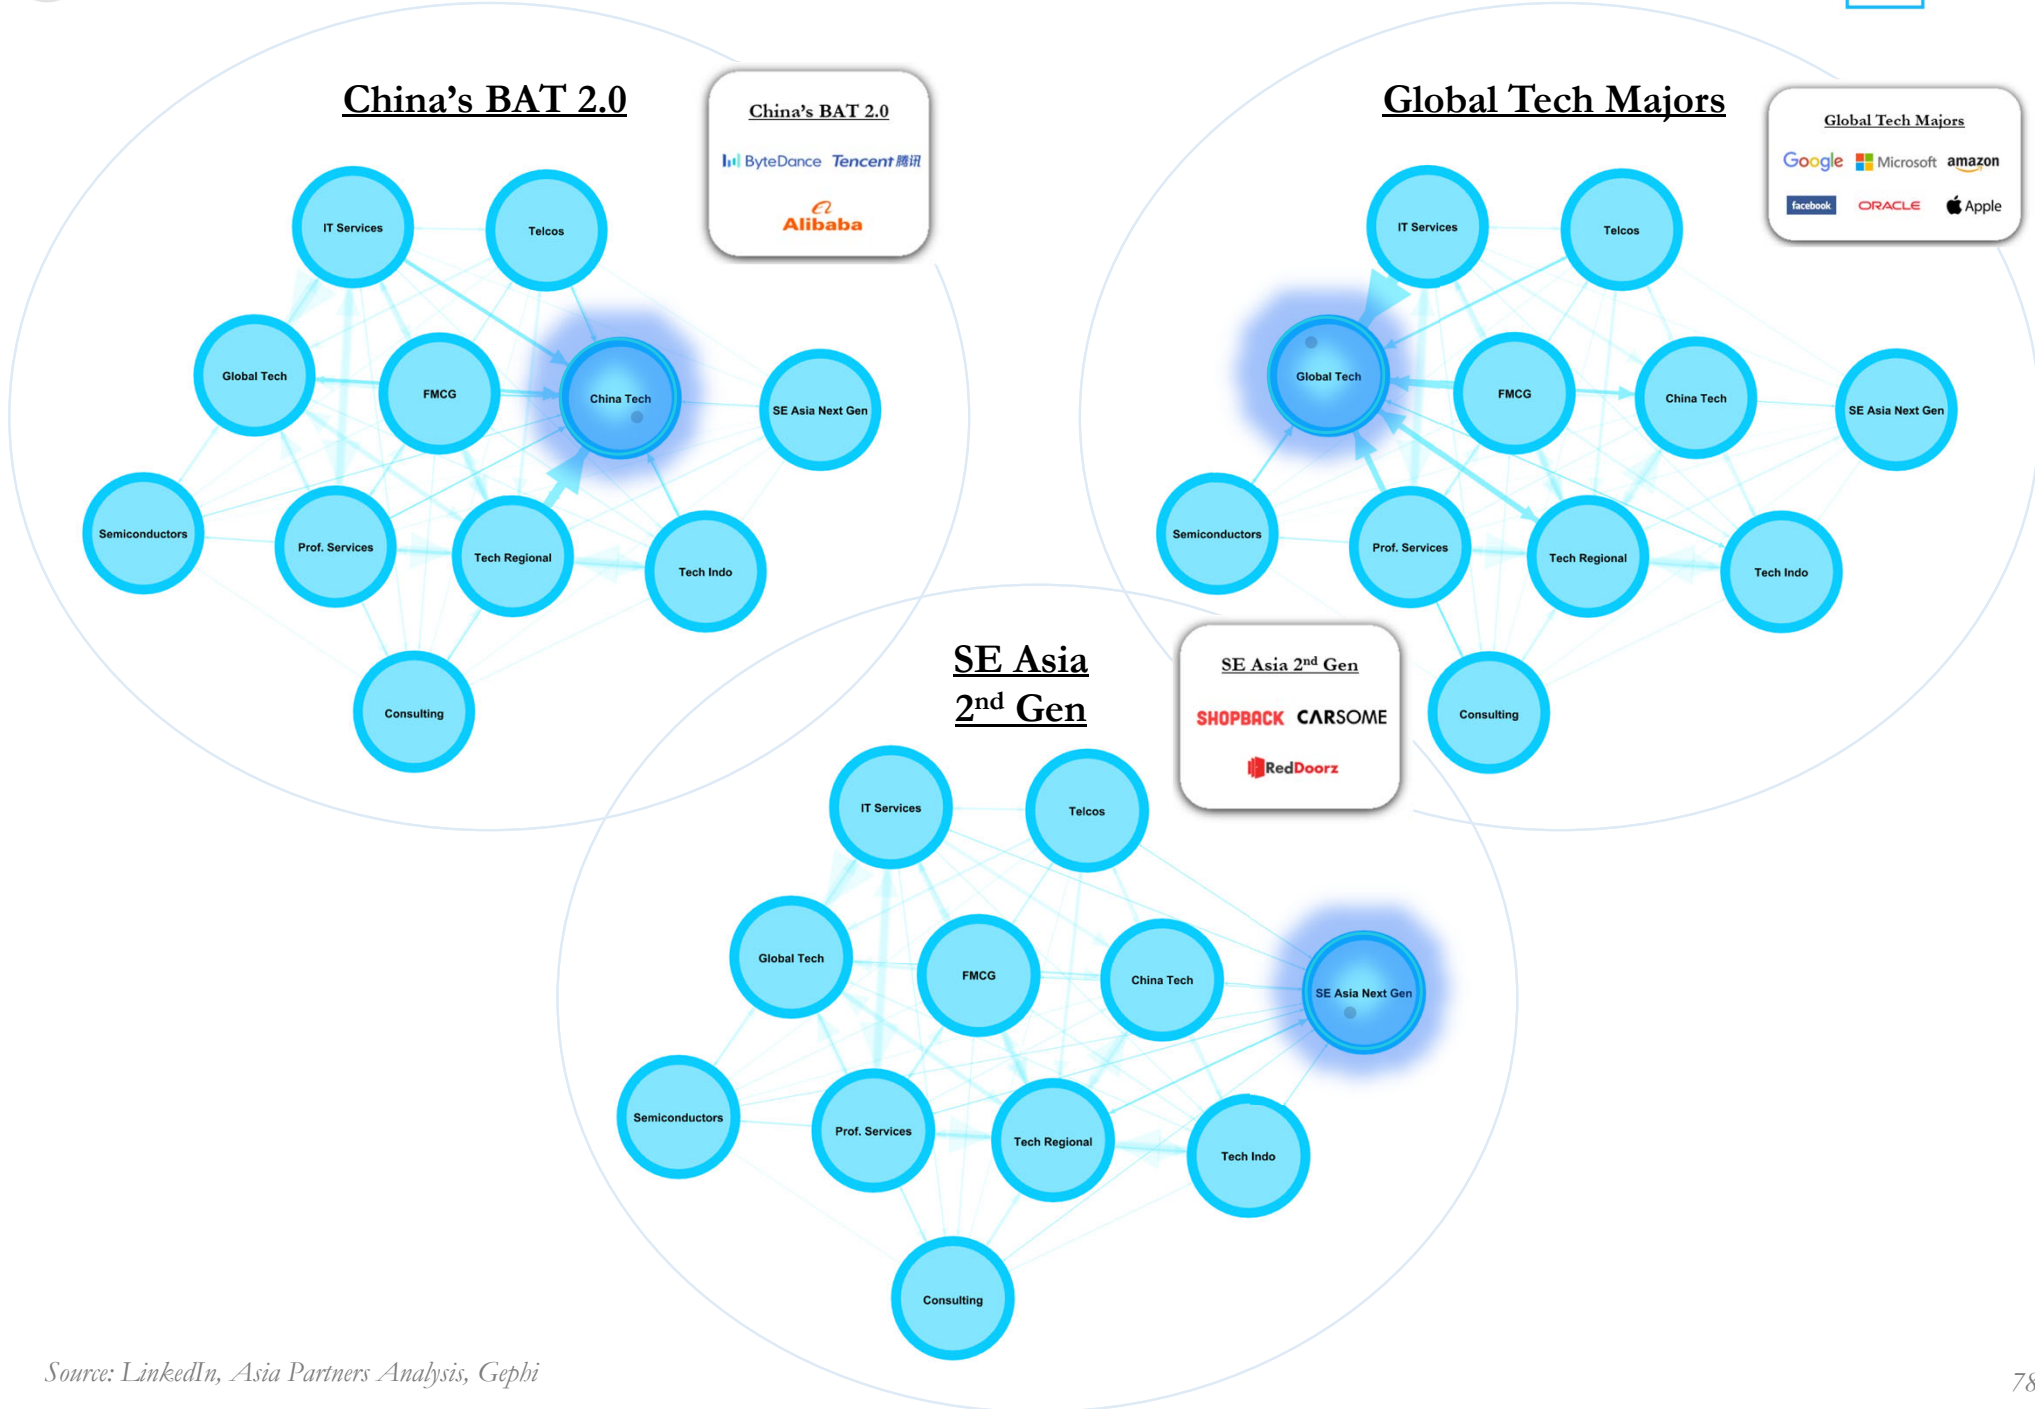 China's BAT 2.0
China's BAT 2.0
ByteDance Tencent 腾讯
Alibaba
IT Services
Telcos
Global Tech
FMCG
China Tech
SE Asia Next Gen
Semiconductors
Prof. Services
Tech Regional
Tech Indo
Consulting
Global Tech Majors
Global Tech Majors
Google Microsoft amazon
facebook ORACLE Apple
IT Services
Telcos
Global Tech
FMCG
China Tech
SE Asia Next Gen
Semiconductors
Prof. Services
Tech Regional
Tech Indo
Consulting
SE Asia
2nd Gen
SE Asia 2nd Gen
SHOPBACK CARSOME
RedDoorz
IT Services
Telcos
Global Tech
FMCG
China Tech
SE Asia Next Gen
Semiconductors
Prof. Services
Tech Regional
Tech Indo
Consulting
Source: LinkedIn, Asia Partners Analysis, Gephi
78